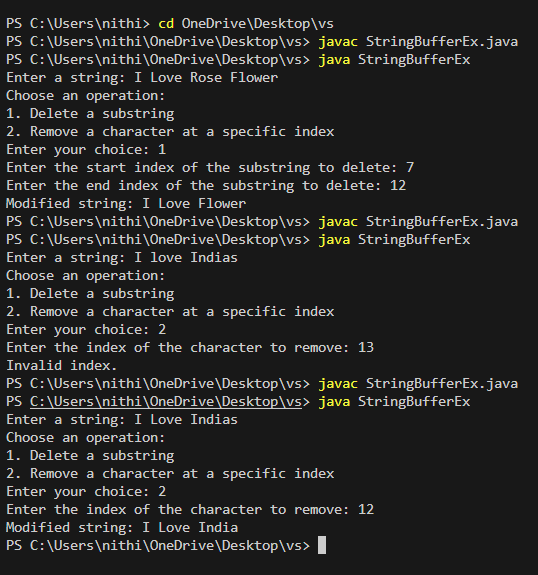 PS C:\Users\nithi> cd OneDrive\Desktop\vs
PS C:\Users\nithi\OneDrive\Desktop\vs> javac StringBufferEx.java
PS C:\Users\nithi\OneDrive\Desktop\vs> java StringBufferEx
Enter a string: I Love Rose Flower
Choose an operation:
1. Delete a substring
2. Remove a character at a specific index
Enter your choice: 1
Enter the start index of the substring to delete: 7
Enter the end index of the substring to delete: 12
Modified string: I Love Flower
PS C:\Users\nithi\OneDrive\Desktop\vs> javac StringBufferEx.java
PS C:\Users\nithi\OneDrive\Desktop\vs> java StringBufferEx
Enter a string: I love Indias
Choose an operation:
1. Delete a substring
2. Remove a character at a specific index
Enter your choice: 2
Enter the index of the character to remove: 13
Invalid index.
PS C:\Users\nithi\OneDrive\Desktop\vs> javac StringBufferEx.java
PS C:\Users\nithi\OneDrive\Desktop\vs> java StringBufferEx
Enter a string: I Love Indias
Choose an operation:
1. Delete a substring
2. Remove a character at a specific index
Enter your choice: 2
Enter the index of the character to remove: 12
Modified string: I Love India
PS C:\Users\nithi\OneDrive\Desktop\vs>